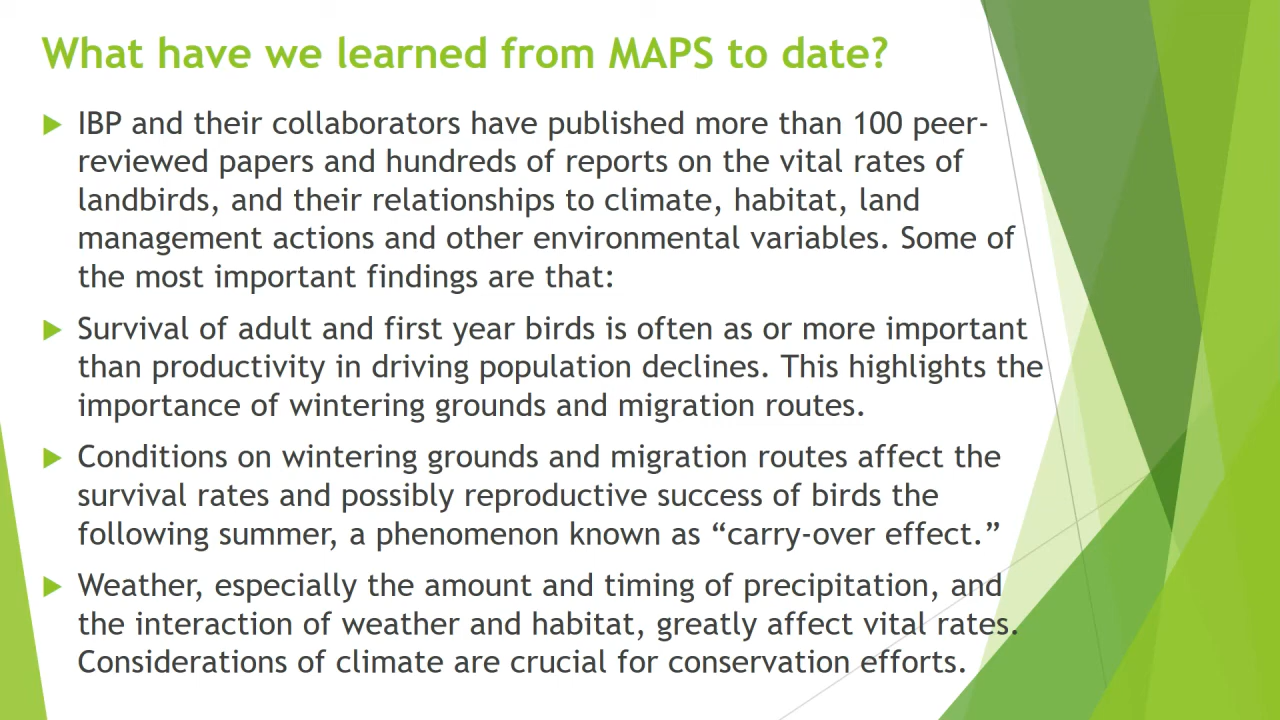 What have we learned from MAPS to date?
IBP and their collaborators have published more than 100 peer-
reviewed papers and hundreds of reports on the vital rates of
landbirds, and their relationships to climate, habitat, land
management actions and other environmental variables. Some of
the most important findings are that:
Survival of adult and first year birds is often as or more important
than productivity in driving population declines. This highlights the
importance of wintering grounds and migration routes.
Conditions on wintering grounds and migration routes affect the
survival rates and possibly reproductive success of birds the
following summer, a phenomenon known as “carry-over effect.”
Weather, especially the amount and timing of precipitation, and
the interaction of weather and habitat, greatly affect vital rates.
Considerations of climate are crucial for conservation efforts.